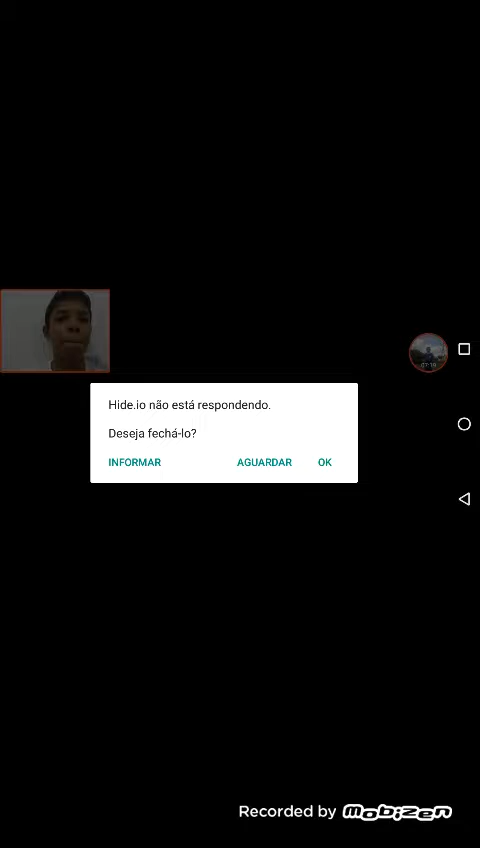 07:18
Hide.io não está respondendo.
Deseja fechá-lo?
INFORMAR AGUARDAR OK
Recorded by mobizen